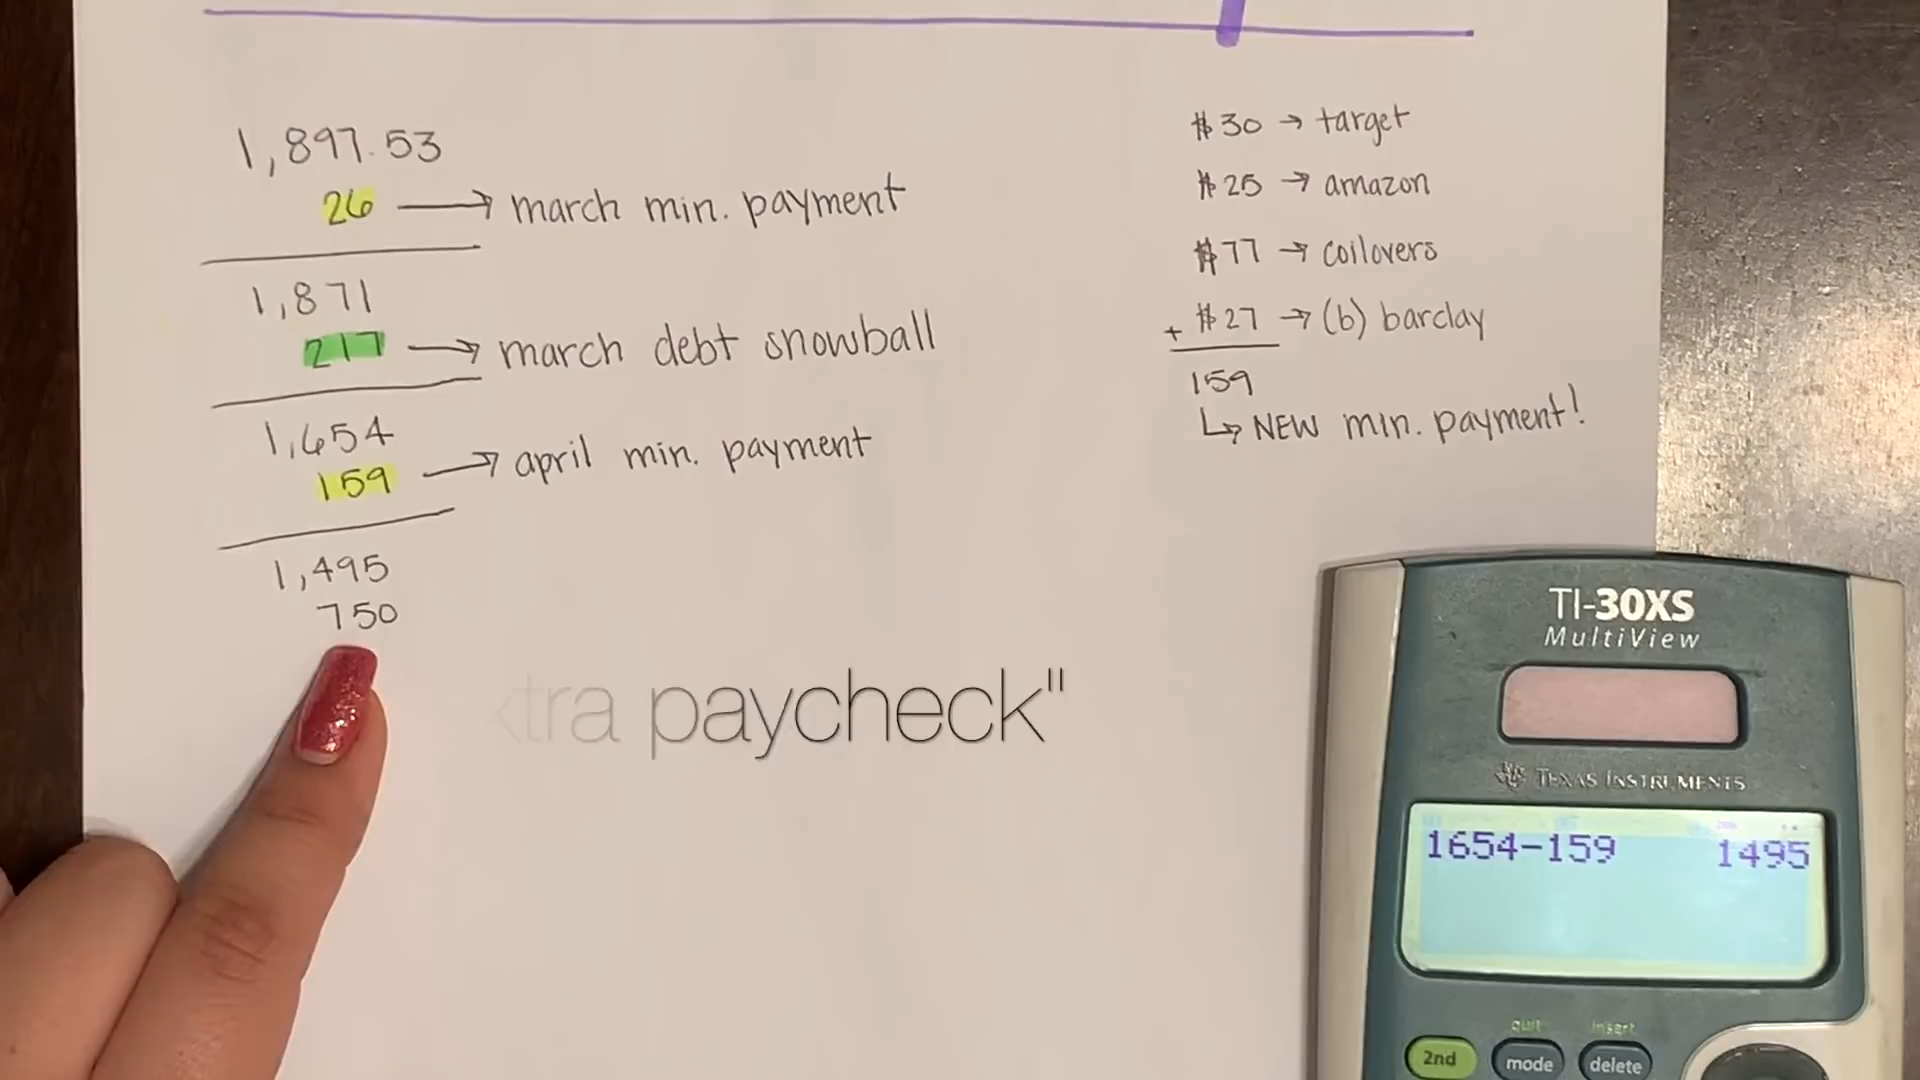 1,897.53
26 → march min. payment
1,871
217 → march debt snowball
1,654
159 → april min. payment
1,495
750
xtra paycheck"
$30 → target
$25 → amazon
$77 → coilovers
+ $27 → (b) barclay
159
↳ NEW min. payment!
TI-30XS
MultiView
TEXAS INSTRUMENTS
1654-159 1495
quit insert
2nd mode delete